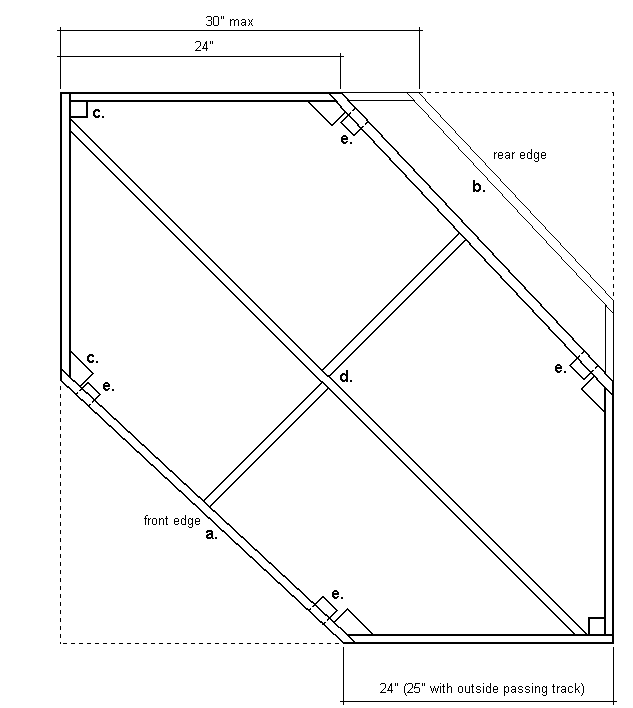 30" max
24"
c.
e.
rear edge
b.
c.
e.
d.
e.
front edge
a.
e.
24" (25" with outside passing track)